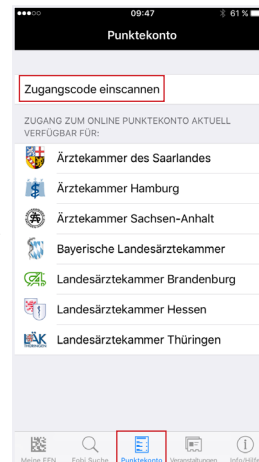 09:47
61 %
Punktekonto
Zugangscode einscannen
ZUGANG ZUM ONLINE PUNKTEKONTO AKTUELL
VERFÜGBAR FÜR:
Ärztekammer des Saarlandes
Ärztekammer Hamburg
Ärztekammer Sachsen-Anhalt
Bayerische Landesärztekammer
Landesärztekammer Brandenburg
Landesärztekammer Hessen
LÄK Landesärztekammer Thüringen
Meine EFN Fobi Suche Punktekonto Veranstaltungen Info/Hilfe